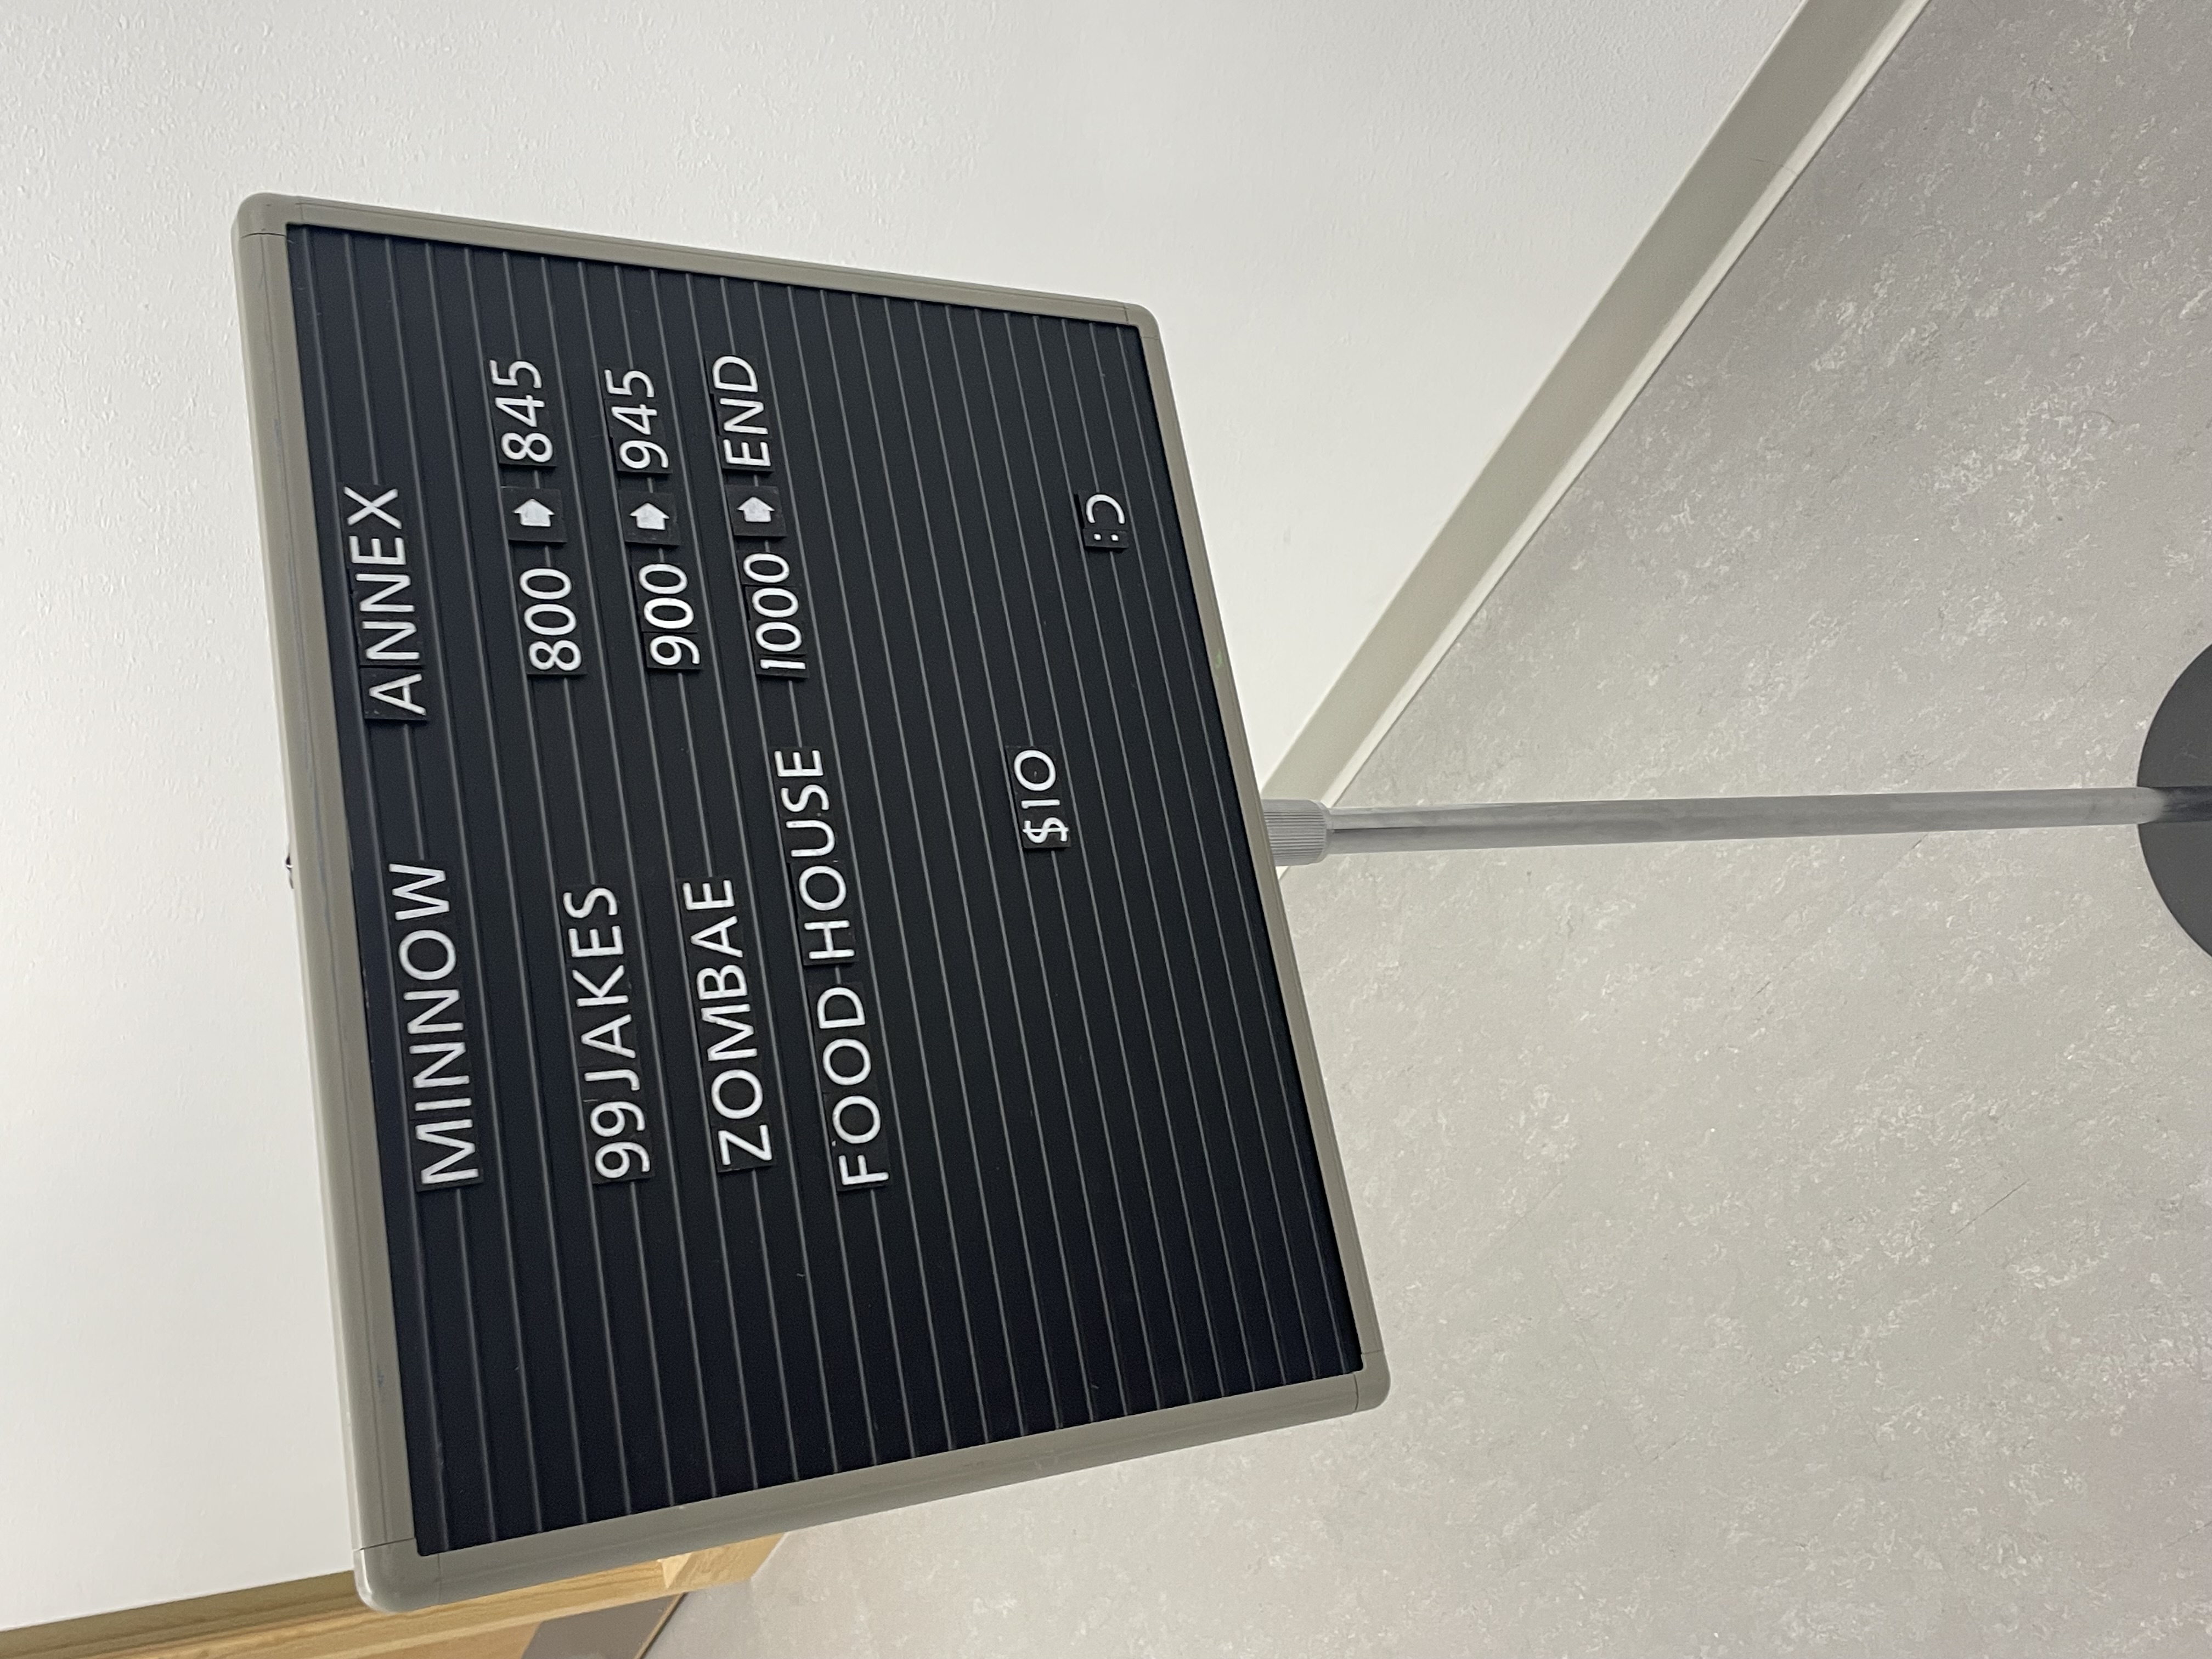 MINNOW ANNEX
99JAKES 800 ➡ 845
ZOMBAE 900 ➡ 945
FOOD HOUSE 1000 ➡ END
$10
:C